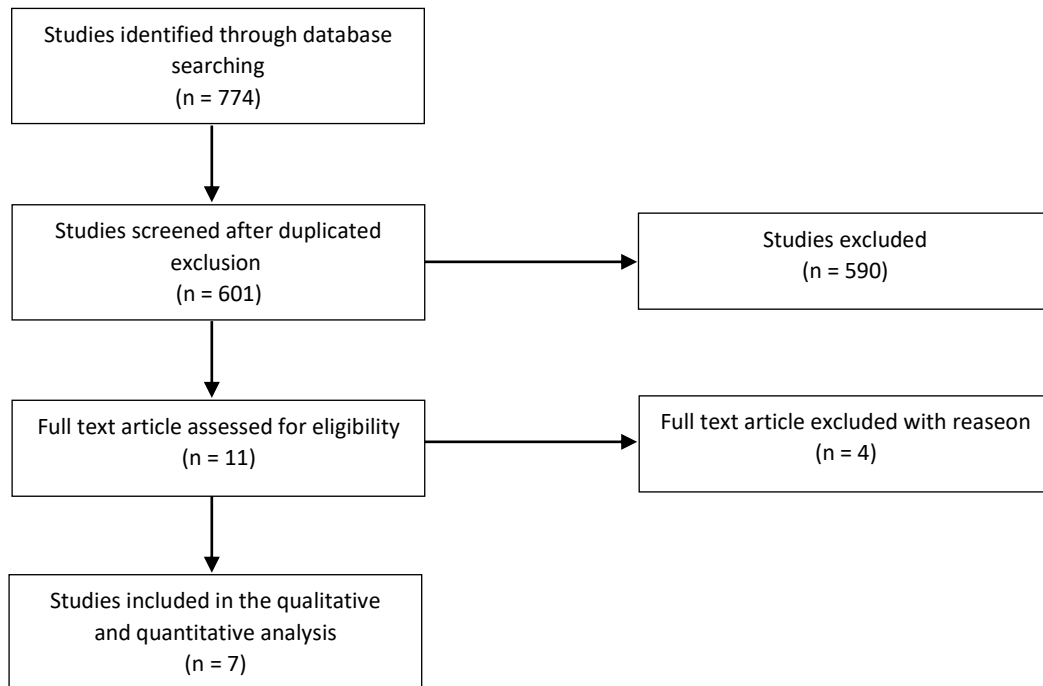 Studies identified through database
searching
(n = 774)
Studies screened after duplicated
exclusion
(n = 601)
Studies excluded
(n = 590)
Full text article assessed for eligibility
(n = 11)
Full text article excluded with reaseon
(n = 4)
Studies included in the qualitative
and quantitative analysis
(n = 7)